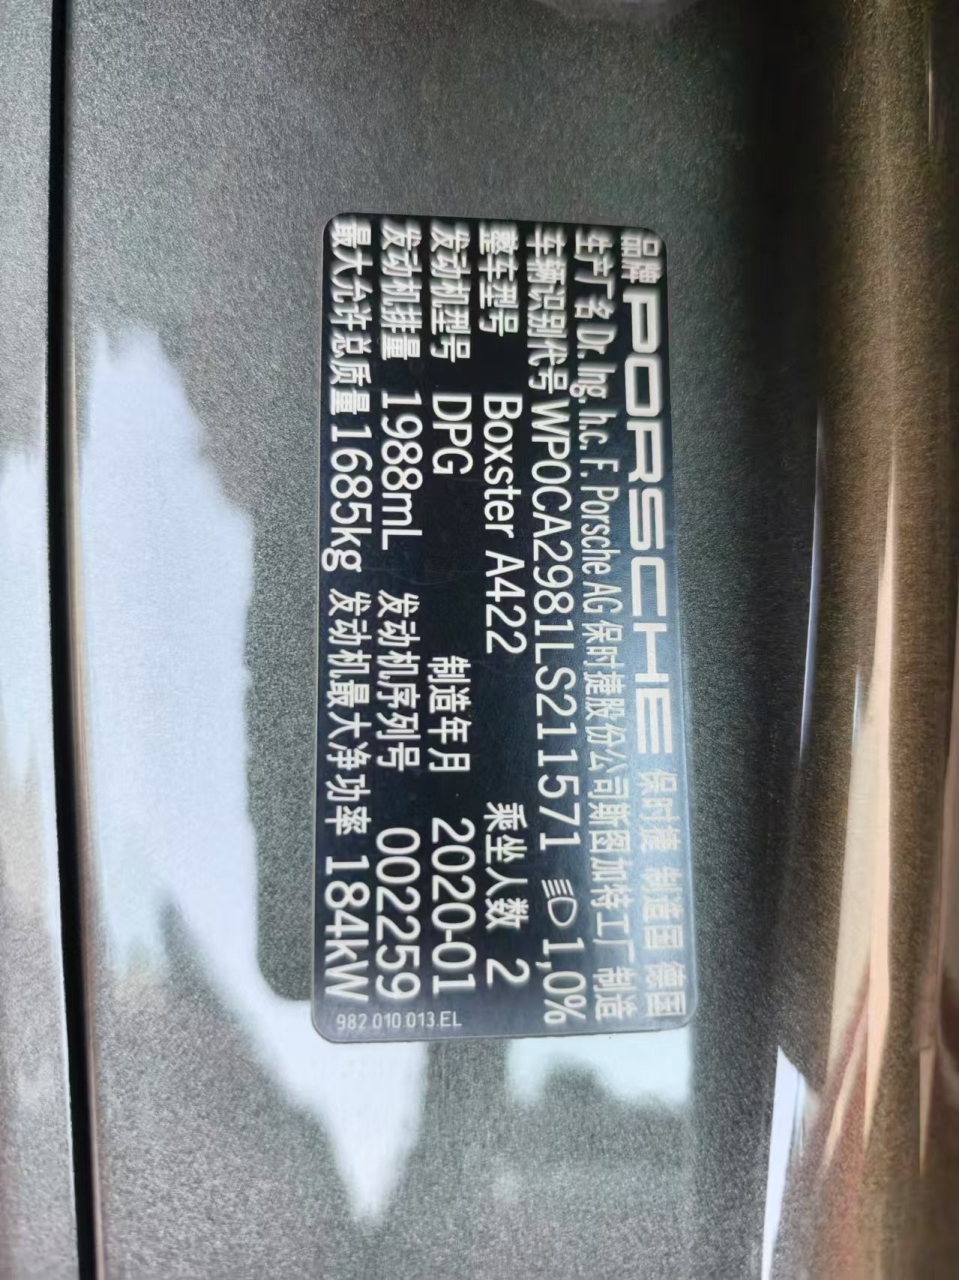 品牌 PORSCHE 保时捷 制造国 德国
生产厂名 Dr. Ing. h.c. F. Porsche AG 保时捷股份公司斯图加特工厂制造
车辆识别代号 WP0CA2981LS211571 1,0%
整车型号 Boxster A422 乘坐人数 2
发动机型号 DPG 制造年月 2020-01
发动机排量 1988mL 发动机序列号 002259
最大允许总质量 1685kg 发动机最大净功率 184kW
982.010.013.EL